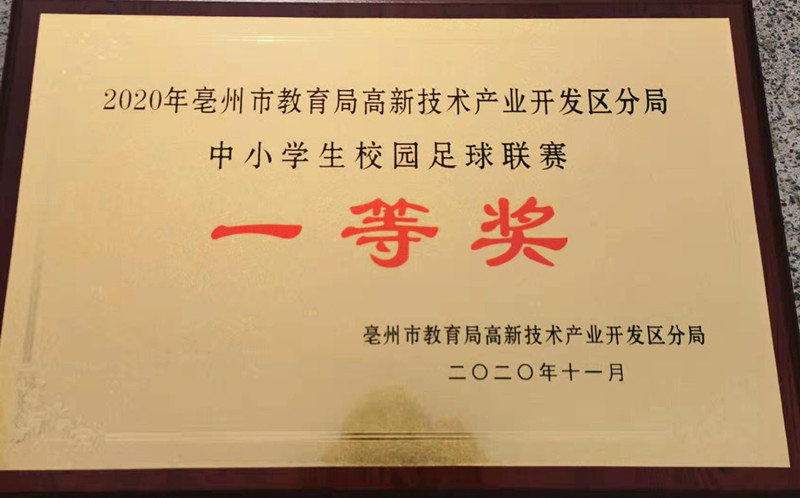 2020年亳州市教育局高新技术产业开发区分局
中小学生校园足球联赛
一等奖
亳州市教育局高新技术产业开发区分局
二〇二〇年十一月